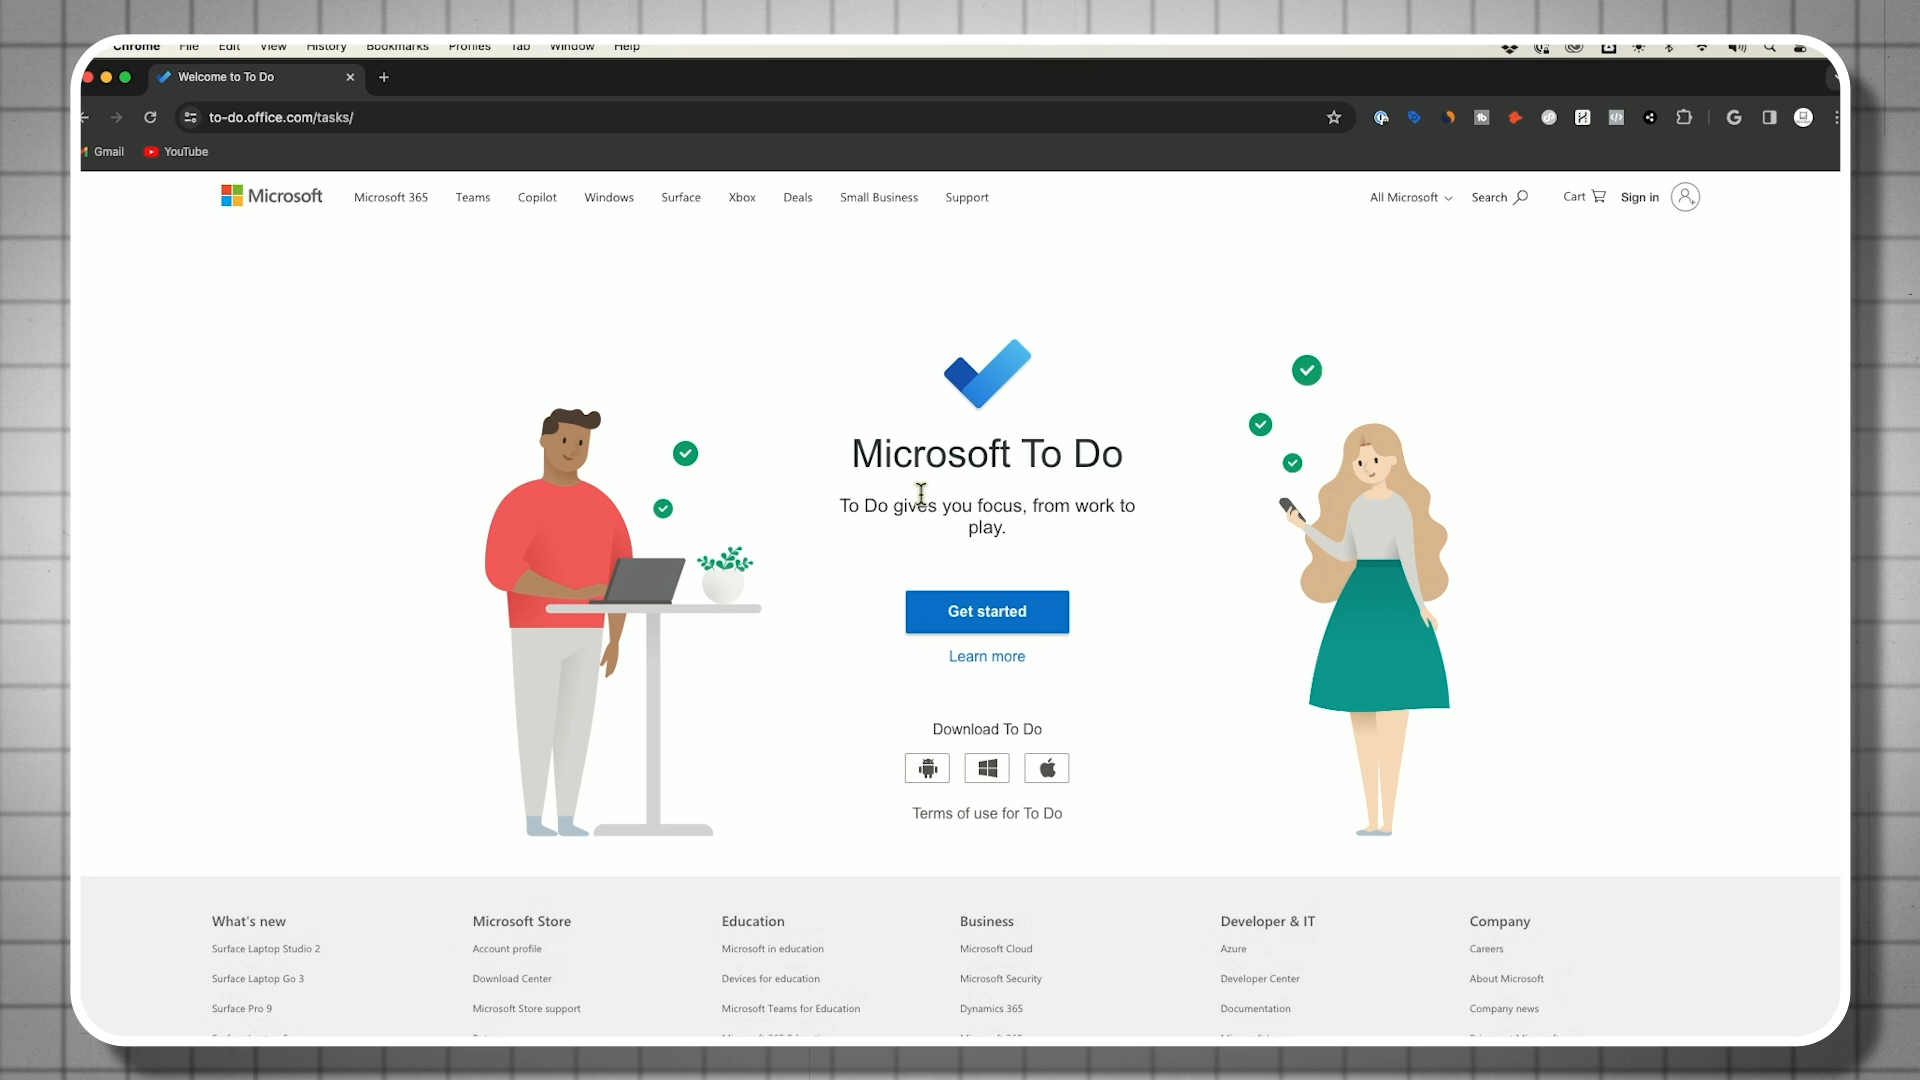 Chrome File Edit View History Bookmarks Profiles Tab Window Help
Welcome to To Do
to-do.office.com/tasks/
Gmail YouTube
Microsoft Microsoft 365 Teams Copilot Windows Surface Xbox Deals Small Business Support All Microsoft Search Cart Sign in
Microsoft To Do
To Do gives you focus, from work to
play.
Get started
Learn more
Download To Do
Terms of use for To Do
What's new Microsoft Store Education Business Developer & IT Company
Surface Laptop Studio 2 Account profile Microsoft in education Microsoft Cloud Azure Careers
Surface Laptop Go 3 Download Center Devices for education Microsoft Security Developer Center About Microsoft
Surface Pro 9 Microsoft Store support Microsoft Teams for Education Dynamics 365 Documentation Company news